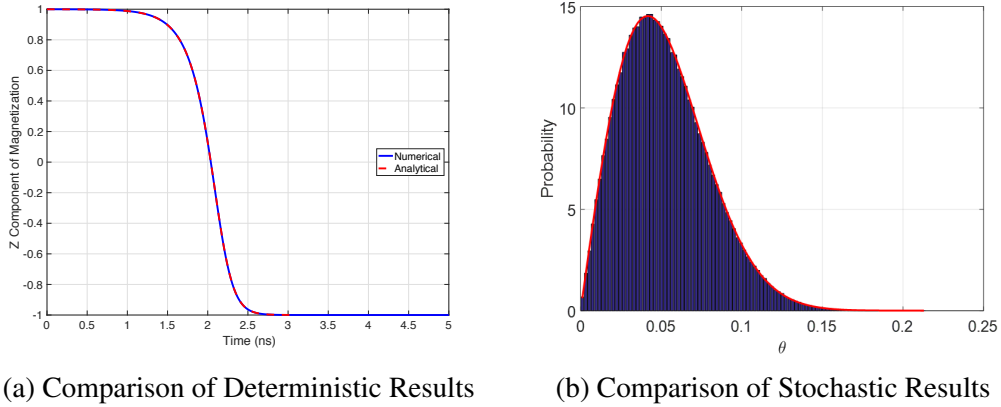 1
0.8
0.6
0.4
0.2
0
-0.2
-0.4
-0.6
-0.8
-1
Z Component of Magnetization
0 0.5 1 1.5 2 2.5 3 3.5 4 4.5 5
Time (ns)
Numerical
Analytical
(a) Comparison of Deterministic Results
15
10
5
0
Probability
0 0.05 0.1 0.15 0.2 0.25
θ
(b) Comparison of Stochastic Results